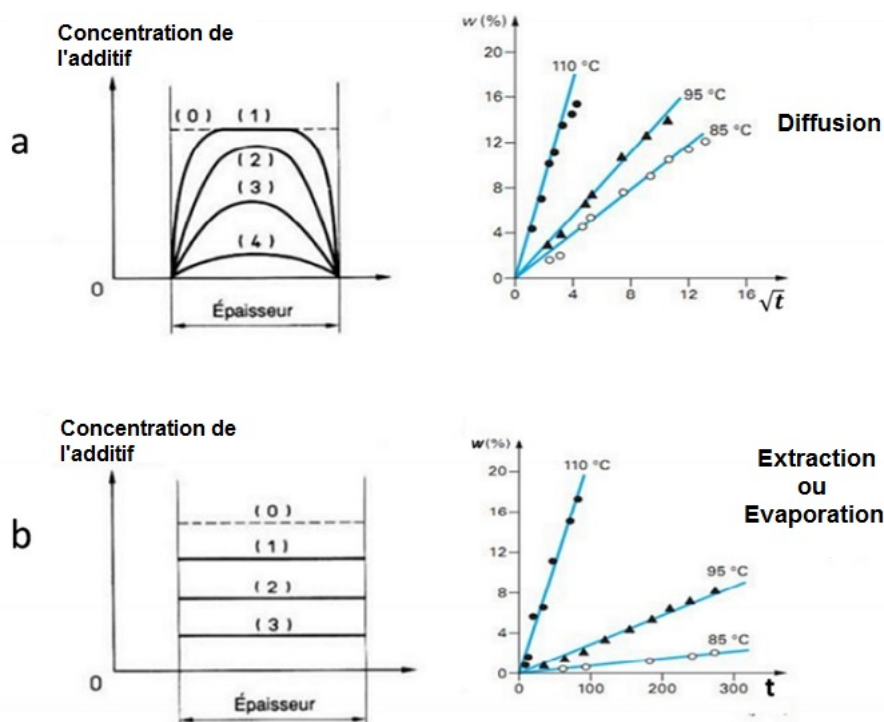 Concentration de
l'additif
a
(0) (1)
(2)
(3)
(4)
0
Épaisseur
w(%)
20
16
12
8
4
0
0 4 8 12 16 √t
110 °C
95 °C
85 °C
Diffusion
Concentration de
l'additif
b
(0)
(1)
(2)
(3)
0
Épaisseur
w(%)
20
16
12
8
4
0
0 100 200 300 t
110 °C
95 °C
85 °C
Extraction
ou
Evaporation